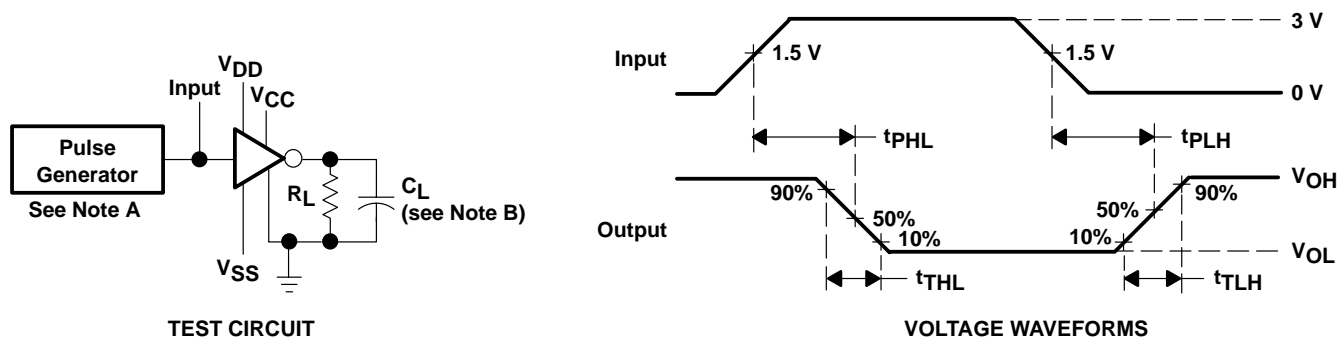 VDD
Input
VCC
Pulse
Generator
See Note A
RL
CL
(see Note B)
VSS
TEST CIRCUIT
3 V
Input
1.5 V
1.5 V
0 V
tPHL
tPLH
VOH
90%
50%
10%
50%
90%
10%
Output
VOL
tTHL
tTLH
VOLTAGE WAVEFORMS